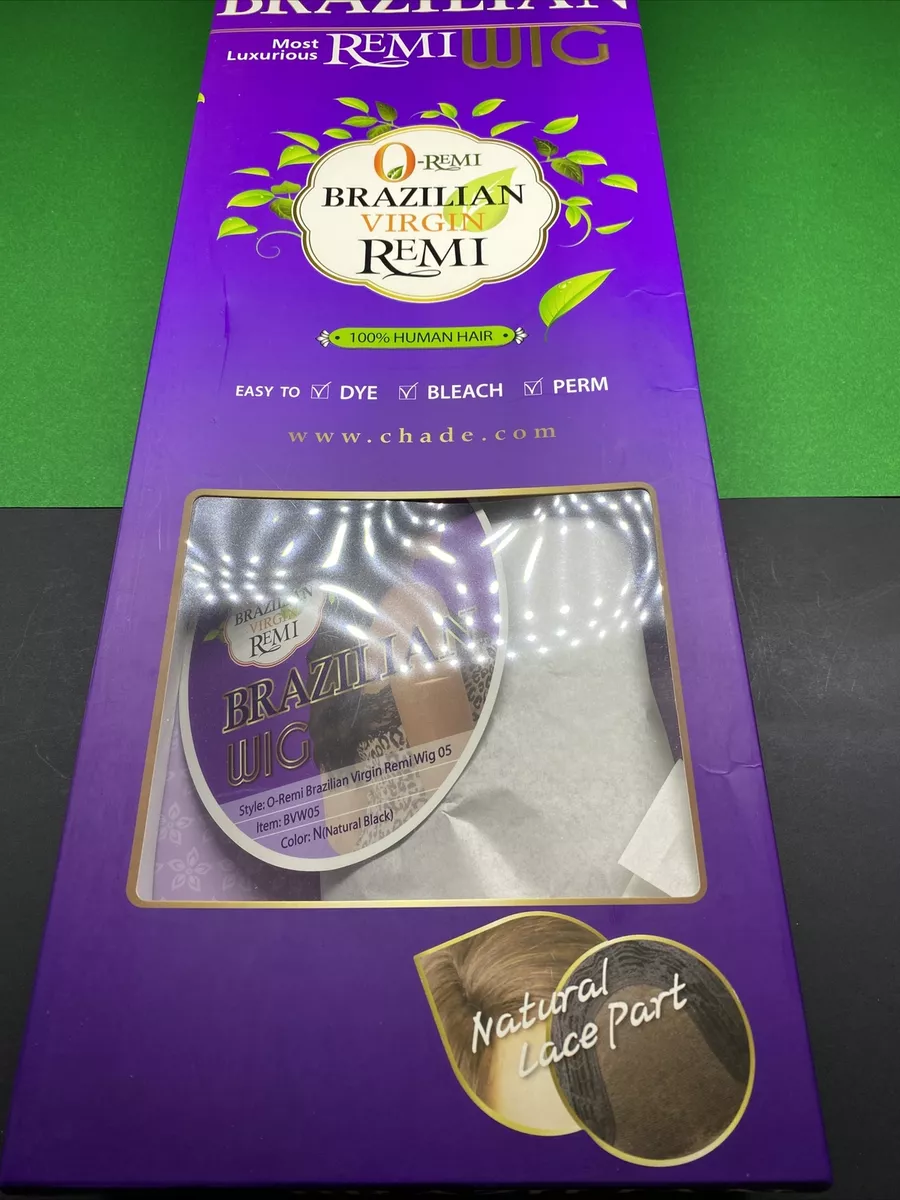 BRAZILIAN
Most
Luxurious
REMI WIG
O-REMI
BRAZILIAN
VIRGIN
REMI
100% HUMAN HAIR
EASY TO ☑ DYE ☑ BLEACH ☑ PERM
www.chade.com
BRAZILIAN
VIRGIN
REMI
BRAZILIAN
WIG
Style: O-Remi Brazilian Virgin Remi Wig 05
Item: BVW05
Color: N(Natural Black)
Natural
Lace Part